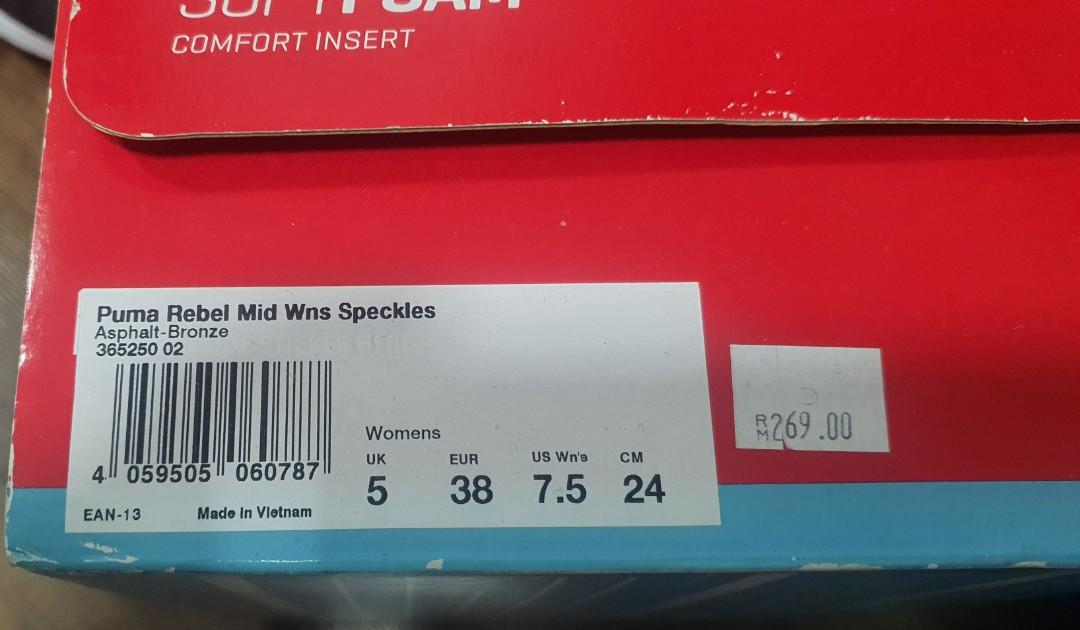 SOFTFOAM
COMFORT INSERT
Puma Rebel Mid Wns Speckles
Asphalt-Bronze
365250 02
4 059505 060787
EAN-13 Made in Vietnam
Womens
UK EUR US Wn's CM
5 38 7.5 24
RM269.00